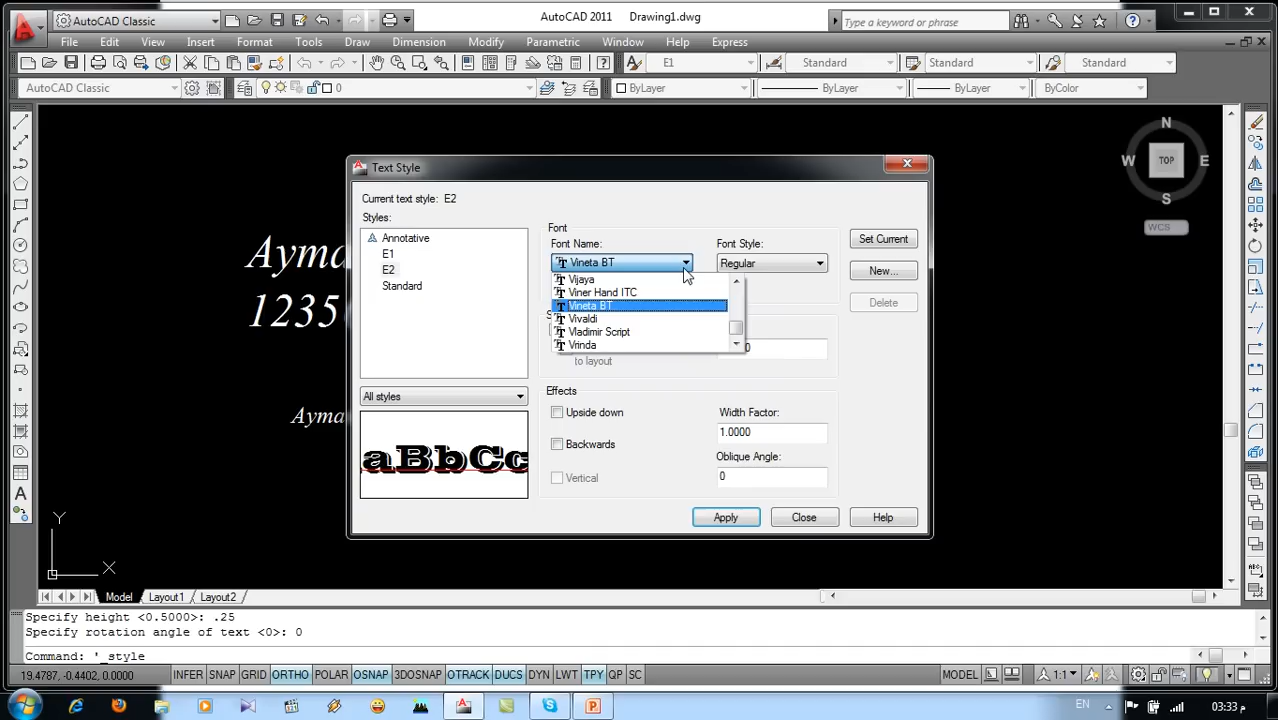 AutoCAD Classic
AutoCAD 2011 Drawing1.dwg
Type a keyword or phrase
File Edit View Insert Format Tools Draw Dimension Modify Parametric Window Help Express
E1 Standard Standard Standard
AutoCAD Classic 0 ByLayer ByLayer ByLayer ByColor
N
W TOP E
S
WCS
Text Style
Current text style: E2
Styles:
Annotative
E1
E2
Standard
All styles
aBbCc
Font
Font Name:
Vineta BT
Vijaya
Viner Hand ITC
Vineta BT
Vivaldi
Vladimir Script
Vrinda
Font Style:
Regular
to layout
Effects
Upside down
Backwards
Vertical
Width Factor:
1.0000
Oblique Angle:
0
Set Current
New...
Delete
Apply Close Help
Ayma
1235
Ayma
Y
X
Model Layout1 Layout2
Specify height <0.5000>: .25
Specify rotation angle of text <0>: 0
Command: '_style
19.4787, -0.4402, 0.0000 INFER SNAP GRID ORTHO POLAR OSNAP 3DOSNAP OTRACK DUCS DYN LWT TPY QP SC MODEL 1:1
EN 03:33 م